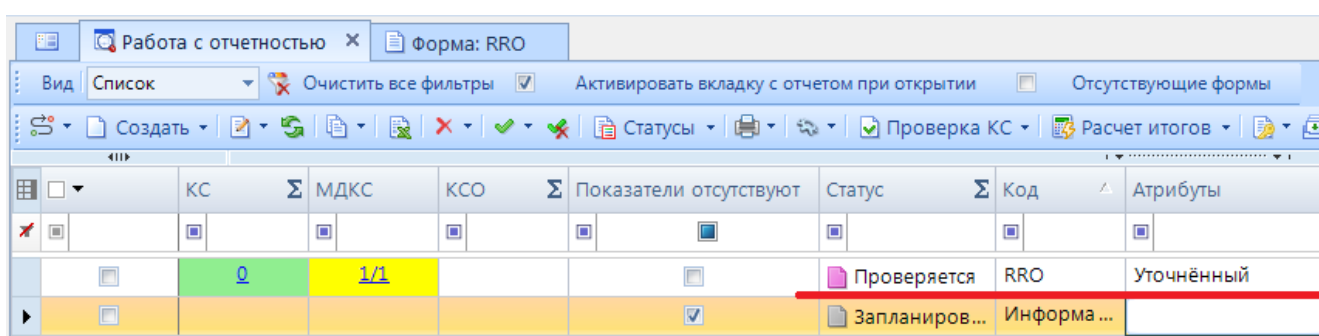 Работа с отчетностью Форма: RRO
Вид Список Очистить все фильтры Активировать вкладку с отчетом при открытии Отсутствующие формы
Создать Статусы Проверка КС Расчет итогов
КС Σ МДКС КСО Σ Показатели отсутствуют Статус Σ Код Атрибуты
0 1/1 Проверяется RRO Уточнённый
Запланиров... Информа...